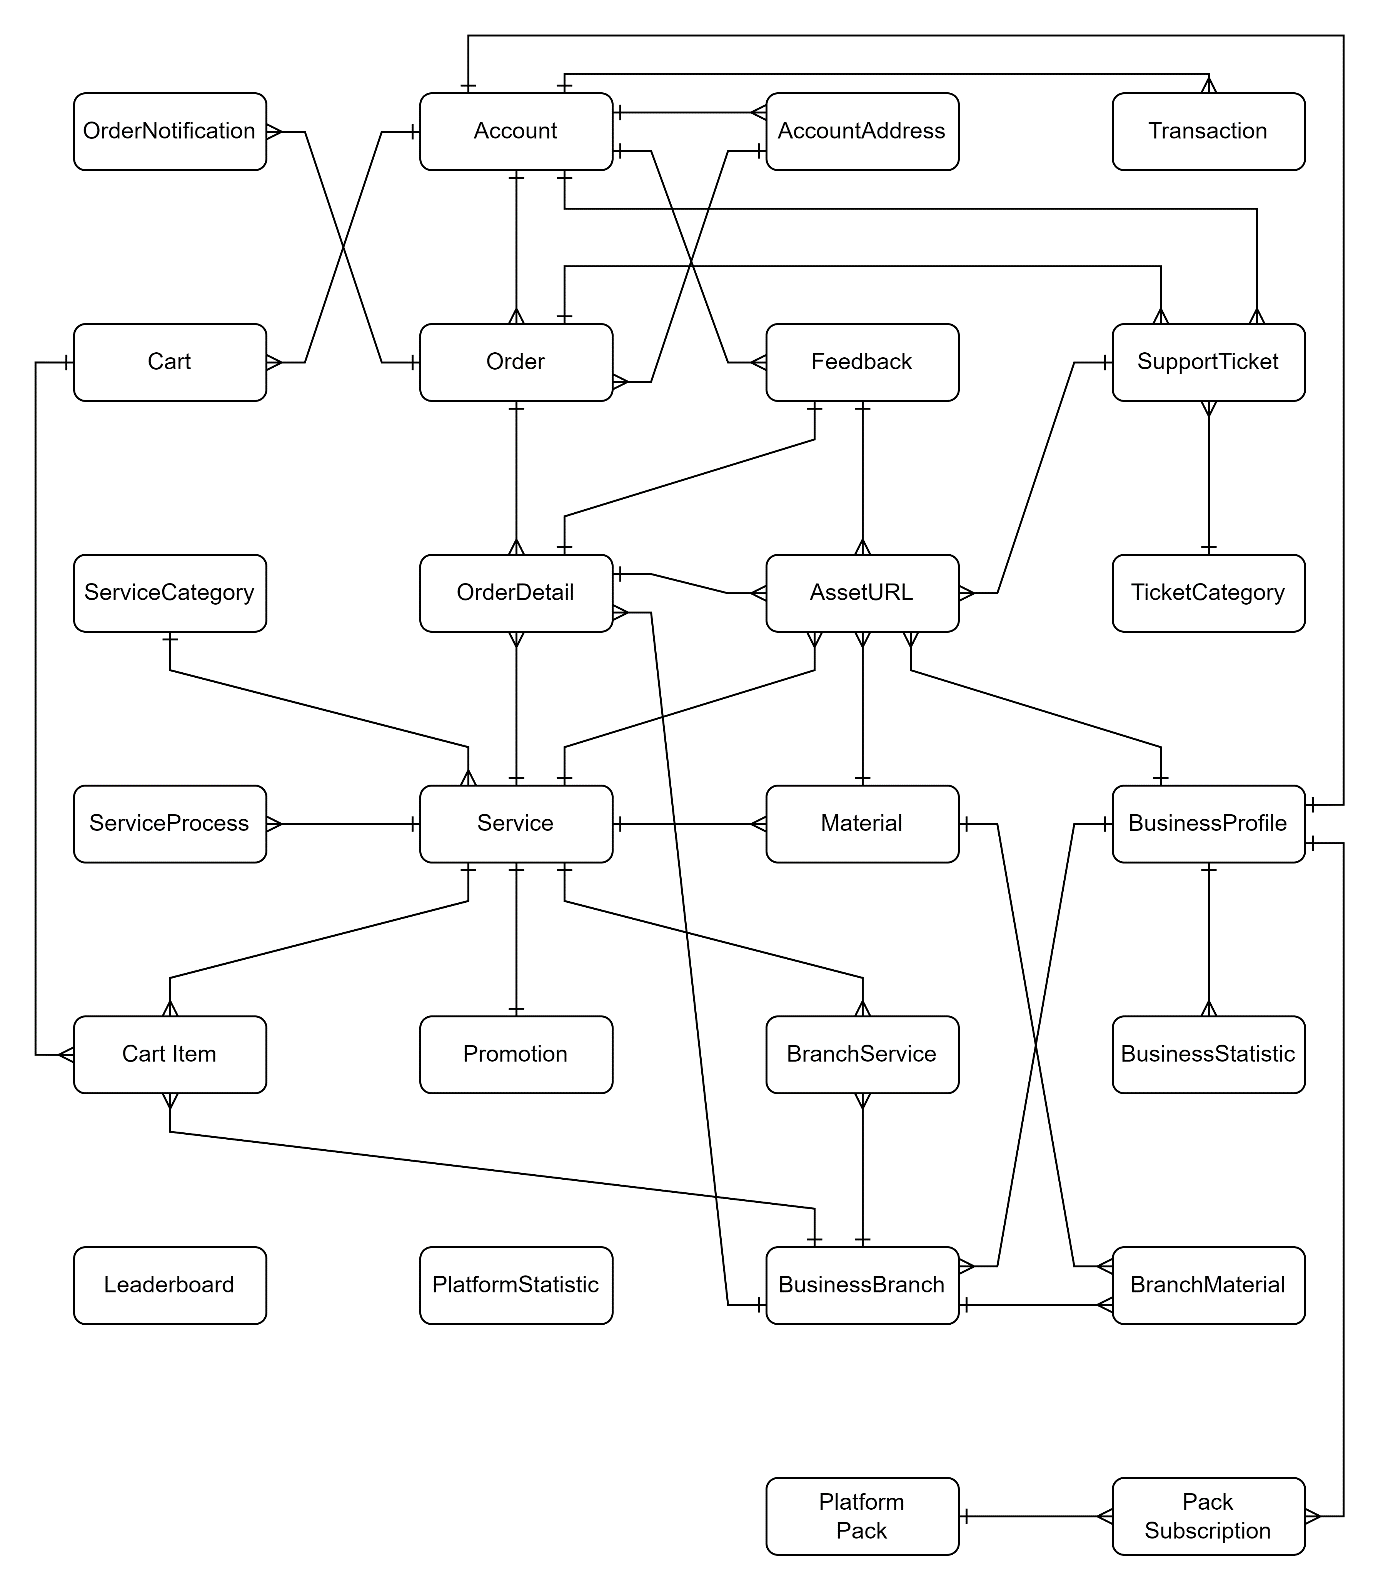 OrderNotification
Account
AccountAddress
Transaction
Cart
Order
Feedback
SupportTicket
ServiceCategory
OrderDetail
AssetURL
TicketCategory
ServiceProcess
Service
Material
BusinessProfile
Cart Item
Promotion
BranchService
BusinessStatistic
Leaderboard
PlatformStatistic
BusinessBranch
BranchMaterial
Platform
Pack
Pack
Subscription